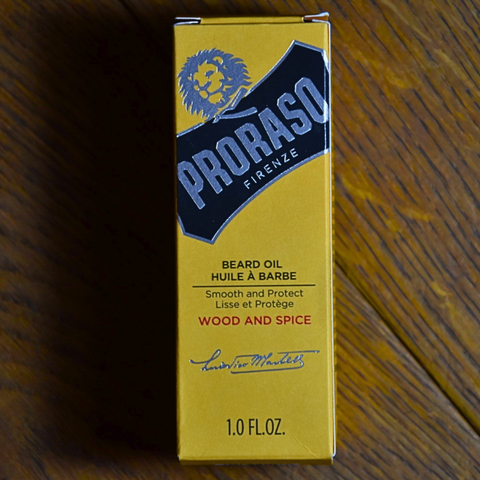 PRORASO
FIRENZE
BEARD OIL
HUILE À BARBE
Smooth and Protect
Lisse et Protège
WOOD AND SPICE
1.0 FL.OZ.